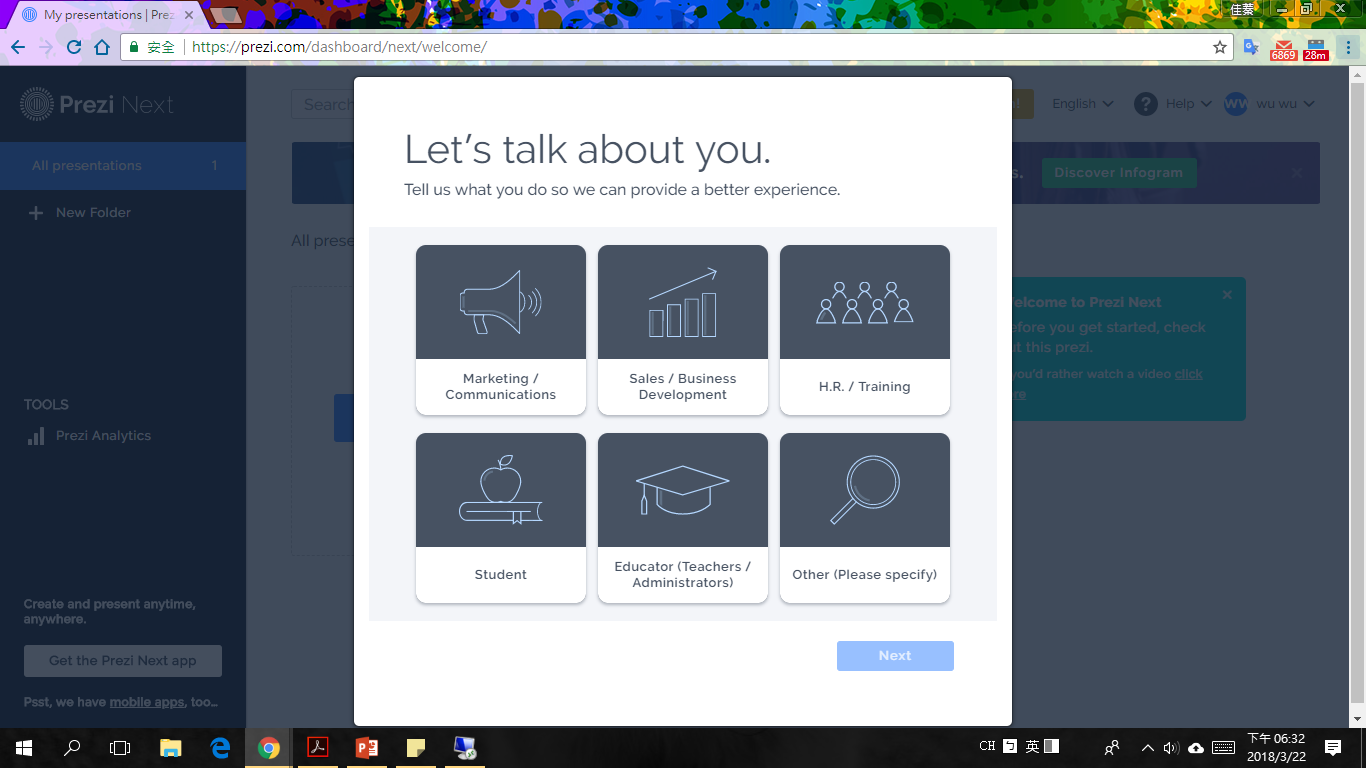 My presentations | Prez
佳蓁
安全 https://prezi.com/dashboard/next/welcome/
6869
28m
Prezi Next
Search
English
Help
WW
wu wu
All presentations 1
New Folder
TOOLS
Prezi Analytics
Create and present anytime,
anywhere.
Get the Prezi Next app
Psst, we have mobile apps, too...
s.
Discover Infogram
All prese
elcome to Prezi Next
efore you get started, check
t this prezi.
you'd rather watch a video click
re
Let's talk about you.
Tell us what you do so we can provide a better experience.
Marketing /
Communications
Sales / Business
Development
H.R. / Training
Student
Educator (Teachers /
Administrators)
Other (Please specify)
Next
CH
英
下午 06:32
2018/3/22